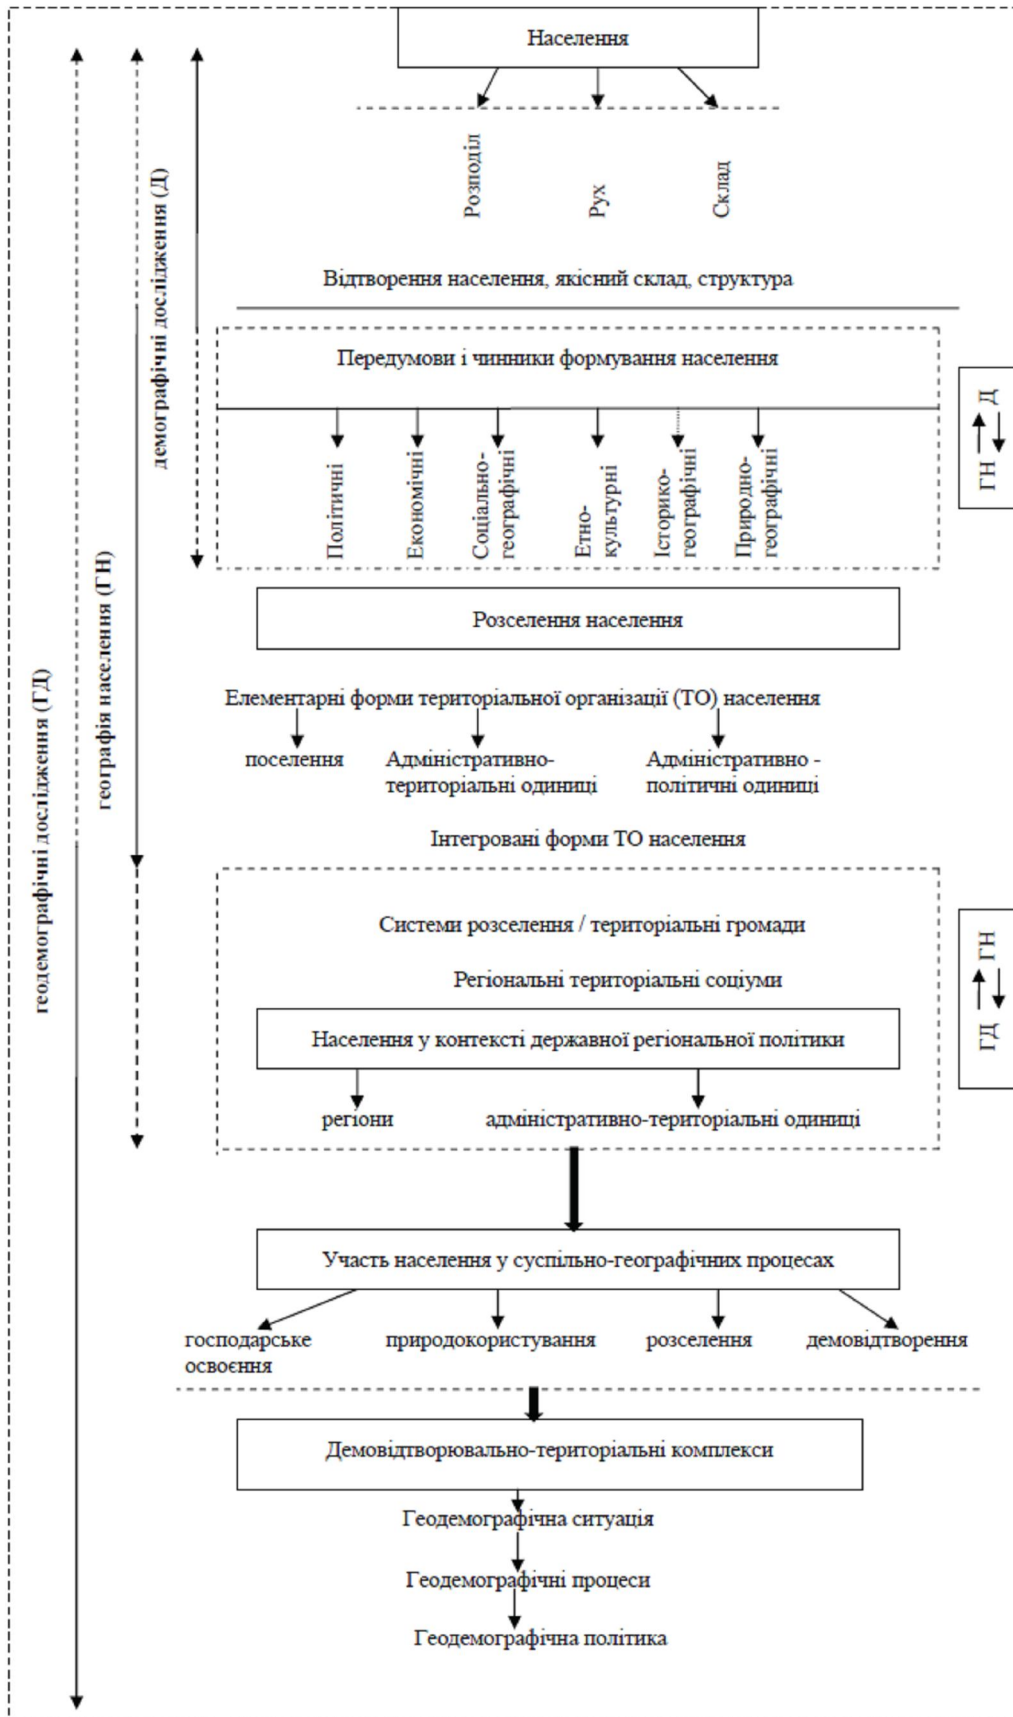 Населення
Розподіл
Рух
Склад
Відтворення населення, якісний склад, структура
Передумови і чинники формування населення
Політичні
Економічні
Соціально-
географічні
Етно-
культурні
Історико-
географічні
Природно-
географічні
ГН
Д
Розселення населення
Елементарні форми територіальної організації (ТО) населення
поселення
Адміністративно-
територіальні одиниці
Адміністративно -
політичні одиниці
Інтегровані форми ТО населення
Системи розселення / територіальні громади
Регіональні територіальні соціуми
Населення у контексті державної регіональної політики
регіони
адміністративно-територіальні одиниці
ГД
ГН
Участь населення у суспільно-географічних процесах
господарське
освоєння
природокористування
розселення
демовідтворення
Демовідтворювально-територіальні комплекси
Геодемографічна ситуація
Геодемографічні процеси
Геодемографічна політика
геодемографічні дослідження (ГД)
географія населення (ГН)
демографічні дослідження (Д)